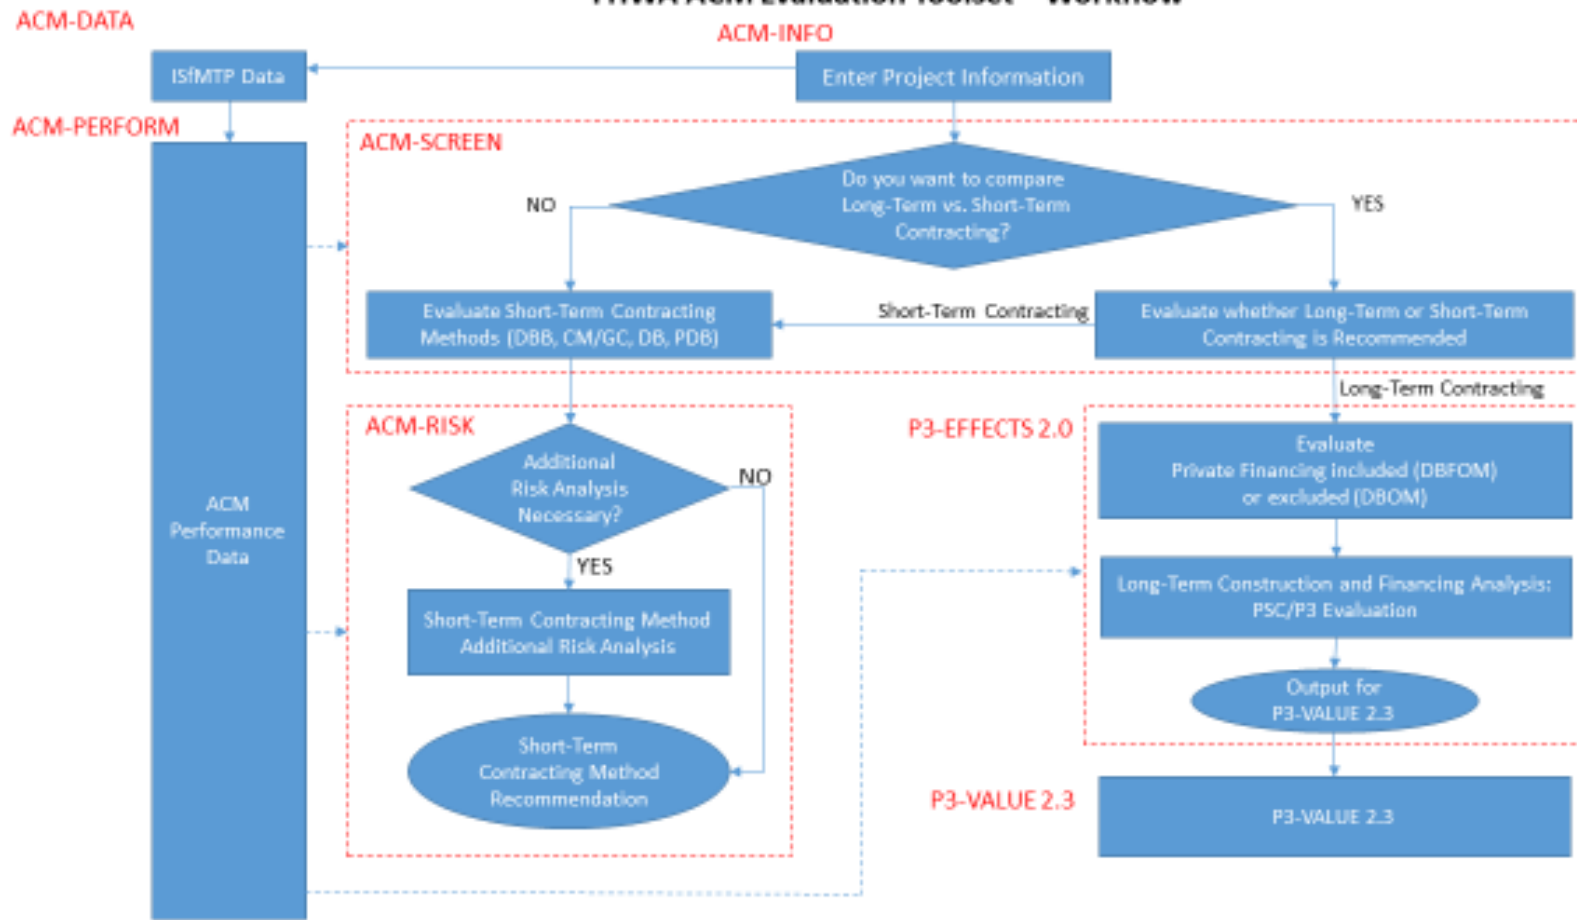 FHWA ACM Evaluation Toolset - Workflow
ACM-DATA
ACM-INFO
ISfMTP Data
Enter Project Information
ACM-PERFORM
ACM-SCREEN
Do you want to compare
Long-Term vs. Short-Term
Contracting?
NO
YES
Evaluate Short-Term Contracting
Methods (DBB, CM/GC, DB, PDB)
Short-Term Contracting
Evaluate whether Long-Term or Short-Term
Contracting is Recommended
Long-Term Contracting
ACM-RISK
Additional
Risk Analysis
Necessary?
NO
YES
Short-Term Contracting Method
Additional Risk Analysis
Short-Term
Contracting Method
Recommendation
ACM
Performance
Data
P3-EFFECTS 2.0
Evaluate
Private Financing included (DBFOM)
or excluded (DBOM)
Long-Term Construction and Financing Analysis:
PSC/P3 Evaluation
Output for
P3-VALUE 2.3
P3-VALUE 2.3
P3-VALUE 2.3